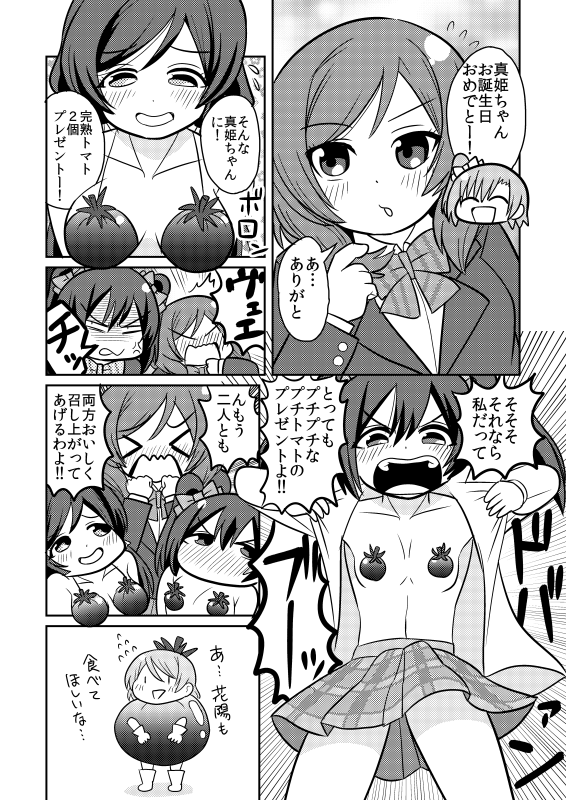 真姫ちゃん
お誕生日
おめでとー！
あ…
ありがと
そんな
真姫ちゃん
に！
完熟トマト
2個
プレゼントー！
ボロン
ヴェエ
チッ
そそそ
それなら
私だって
とっても
プチプチな
プチトマトの
プレゼントよ!!
ドバァン
んもう
二人とも
両方おいしく
召し上がって
あげるわよ!!
あ…花陽も
食べて
ほしいな…